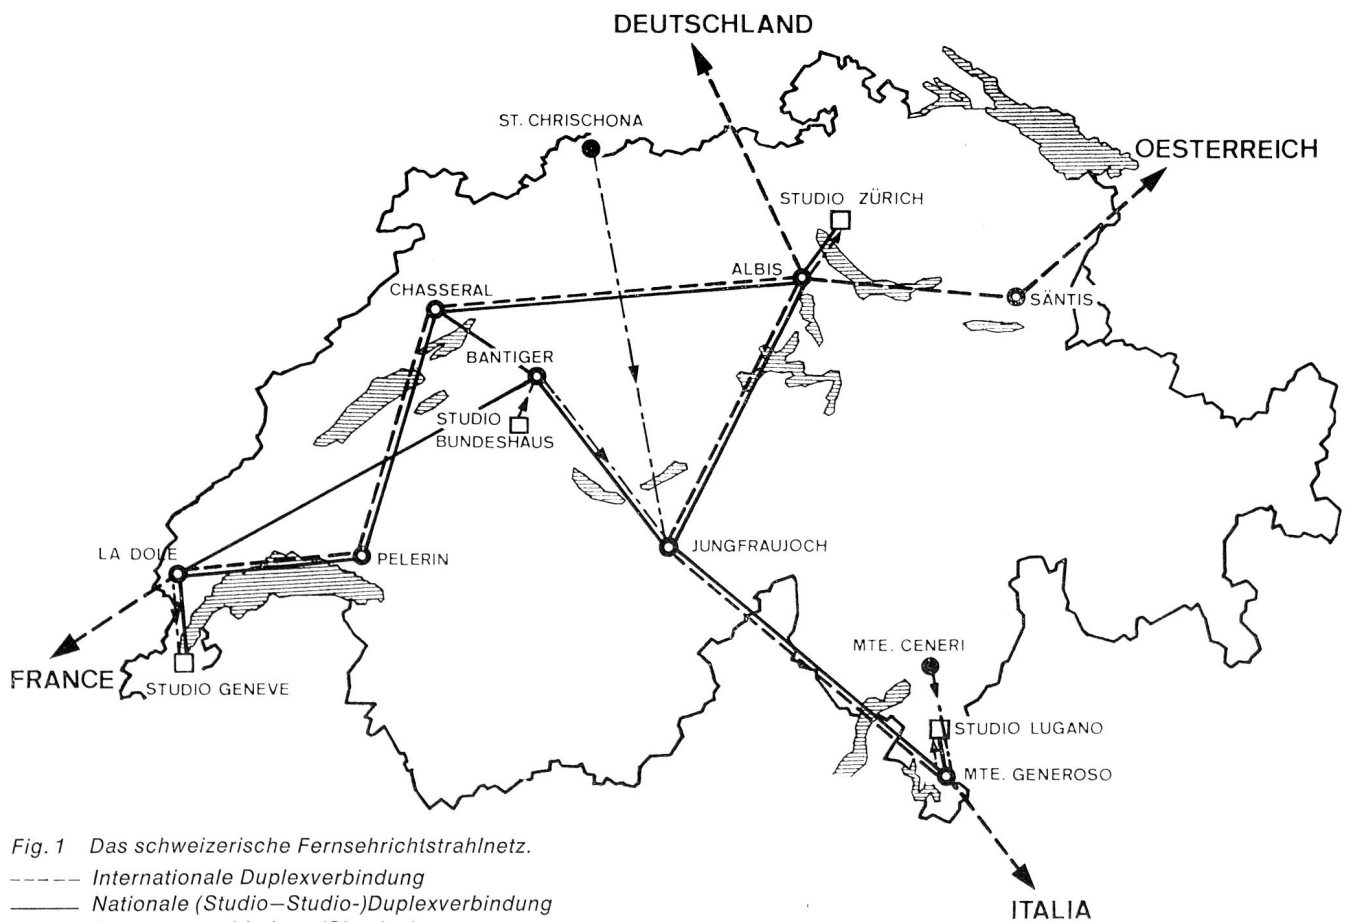 DEUTSCHLAND
ST. CHRISCHONA
OESTERREICH
STUDIO ZÜRICH
ALBIS
CHASSERAL
SÄNTIS
BANTIGER
STUDIO
BUNDESHAUS
LA DOLE
PELERIN
JUNGFRAUJOCH
MTE. CENERI
FRANCE
STUDIO GENEVE
STUDIO LUGANO
MTE. GENEROSO
Fig. 1 Das schweizerische Fernsehrichtstrahlnetz.
Internationale Duplexverbindung
Nationale (Studio–Studio-)Duplexverbindung
ITALIA